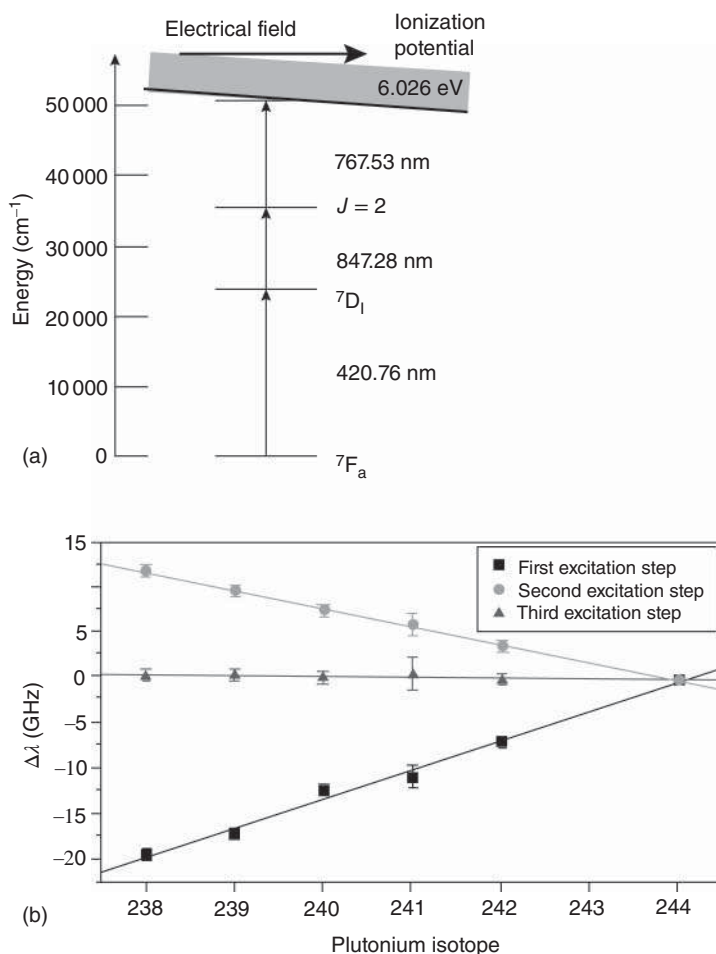 Electrical field
Ionization
potential
6.026 eV
50 000
767.53 nm
40 000
J = 2
Energy (cm⁻¹)
30 000
847.28 nm
⁷D₁
20 000
420.76 nm
10 000
0
(a)
⁷Fₐ
15
First excitation step
Second excitation step
Third excitation step
5
0
Δλ (GHz)
−5
−10
−15
−20
(b)
238
239
240
241
242
243
244
Plutonium isotope